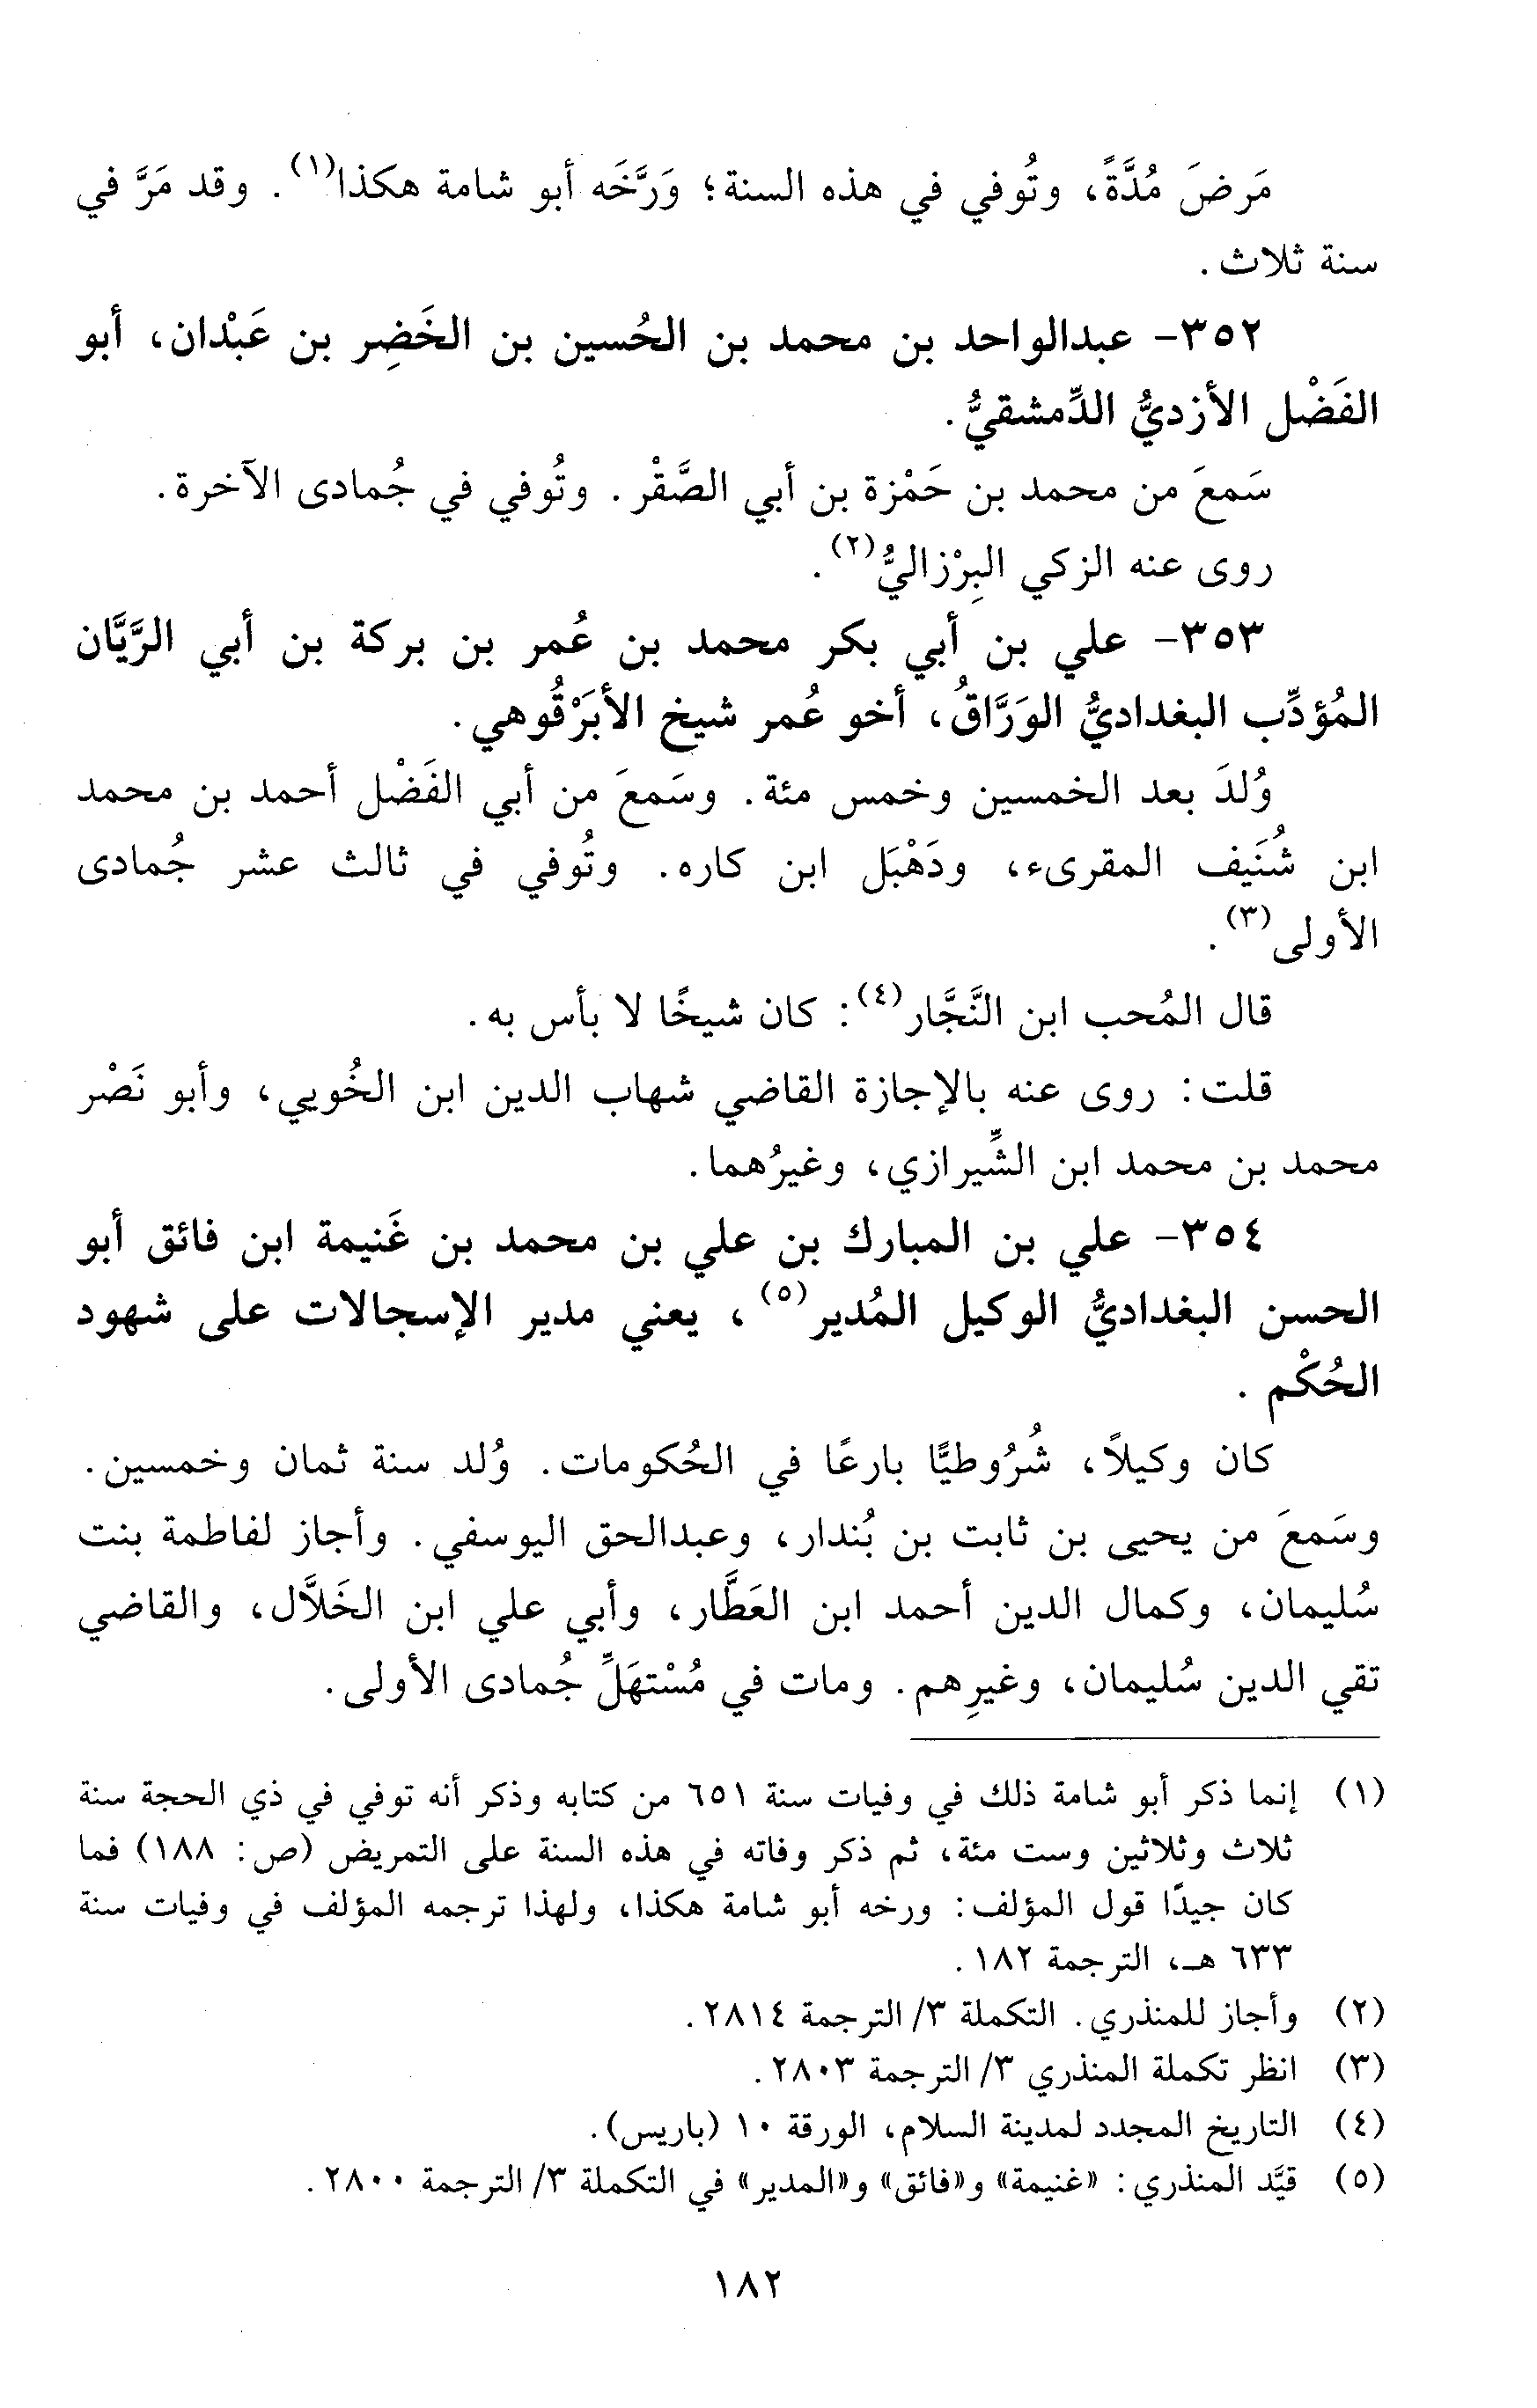 مَرضَ مُدَّةً، وتُوفي في هذه السنة؛ وَرَّخَه أبو شامة هكذا(١). وقد مَرَّ في
سنة ثلاث.
٣٥٢- عبدالواحد بن محمد بن الحُسين بن الخَضِر بن عَبْدان، أبو
الفَضْل الأزديُّ الدِّمشقيُّ.
سَمعَ من محمد بن حَمْزة بن أبي الصَّقْر. وتُوفي في جُمادى الآخرة.
روى عنه الزكي البِرْزاليُّ(٢).
٣٥٣- علي بن أبي بكر محمد بن عُمر بن بركة بن أبي الرَّيَّان
المُؤدِّب البغداديُّ الوَرَّاقُ، أخو عُمر شيخ الأبَرْقُوهي.
وُلدَ بعد الخمسين وخمس مئة. وسَمعَ من أبي الفَضْل أحمد بن محمد
ابن شُنَيف المقرىء، ودَهْبَل ابن كاره. وتُوفي في ثالث عشر جُمادى
الأولى(٣).
قال المُحب ابن النَّجَّار(٤): كان شيخًا لا بأس به.
قلت: روى عنه بالإجازة القاضي شهاب الدين ابن الخُويي، وأبو نَصْر
محمد بن محمد ابن الشِّيرازي، وغيرُهما.
٣٥٤- علي بن المبارك بن علي بن محمد بن غَنيمة ابن فائق أبو
الحسن البغداديُّ الوكيل المُدير(٥)، يعني مدير الإسجالات على شهود
الحُكْم.
كان وكيلاً، شُرُوطيًّا بارعًا في الحُكومات. وُلد سنة ثمان وخمسين.
وسَمعَ من يحيى بن ثابت بن بُندار، وعبدالحق اليوسفي. وأجاز لفاطمة بنت
سُليمان، وكمال الدين أحمد ابن العَطَّار، وأبي علي ابن الخَلاَّل، والقاضي
تقي الدين سُليمان، وغيرِهم. ومات في مُسْتهَلِّ جُمادى الأولى.
(١) إنما ذكر أبو شامة ذلك في وفيات سنة ٦٥١ من كتابه وذكر أنه توفي في ذي الحجة سنة
ثلاث وثلاثين وست مئة، ثم ذكر وفاته في هذه السنة على التمريض (ص: ١٨٨) فما
كان جيدًا قول المؤلف: ورخه أبو شامة هكذا، ولهذا ترجمه المؤلف في وفيات سنة
٦٣٣ هـ، الترجمة ١٨٢.
(٢) وأجاز للمنذري. التكملة ٣/ الترجمة ٢٨١٤.
(٣) انظر تكملة المنذري ٣/ الترجمة ٢٨٠٣.
(٤) التاريخ المجدد لمدينة السلام، الورقة ١٠ (باريس).
(٥) قيَّد المنذري: «غنيمة» و«فائق» و«المدير» في التكملة ٣/ الترجمة ٢٨٠٠.
١٨٢